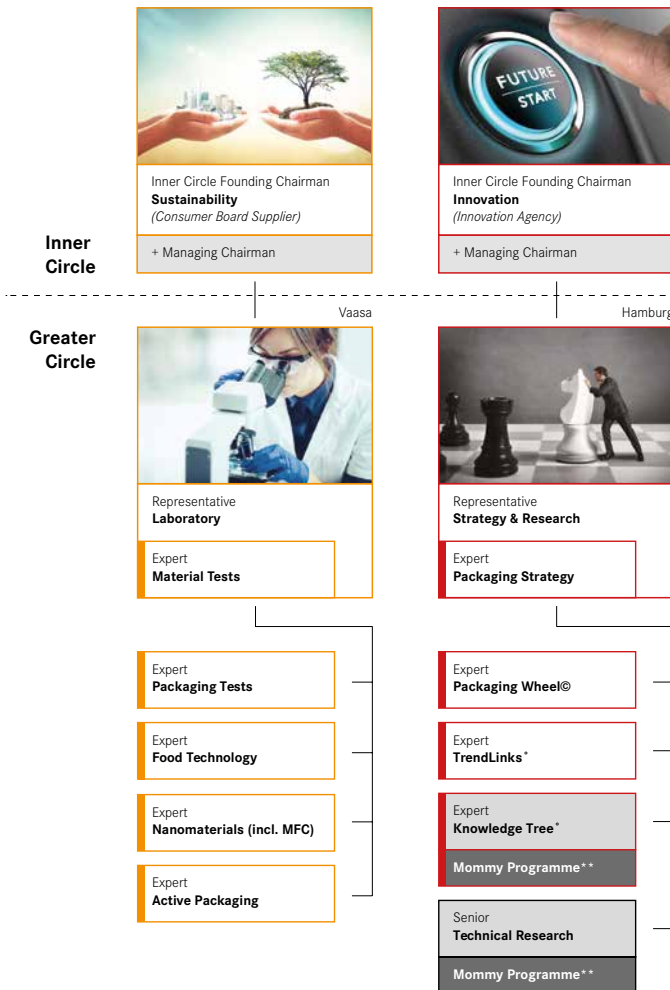 FUTURE
START
Inner Circle Founding Chairman
Sustainability
(Consumer Board Supplier)
+ Managing Chairman
Inner Circle Founding Chairman
Innovation
(Innovation Agency)
+ Managing Chairman
Inner
Circle
Greater
Circle
Vaasa
Representative
Laboratory
Expert
Material Tests
Expert
Packaging Tests
Expert
Food Technology
Expert
Nanomaterials (incl. MFC)
Expert
Active Packaging
Hamburg
Representative
Strategy & Research
Expert
Packaging Strategy
Expert
Packaging Wheel©
Expert
TrendLinks*
Expert
Knowledge Tree*
Mommy Programme**
Senior
Technical Research
Mommy Programme**